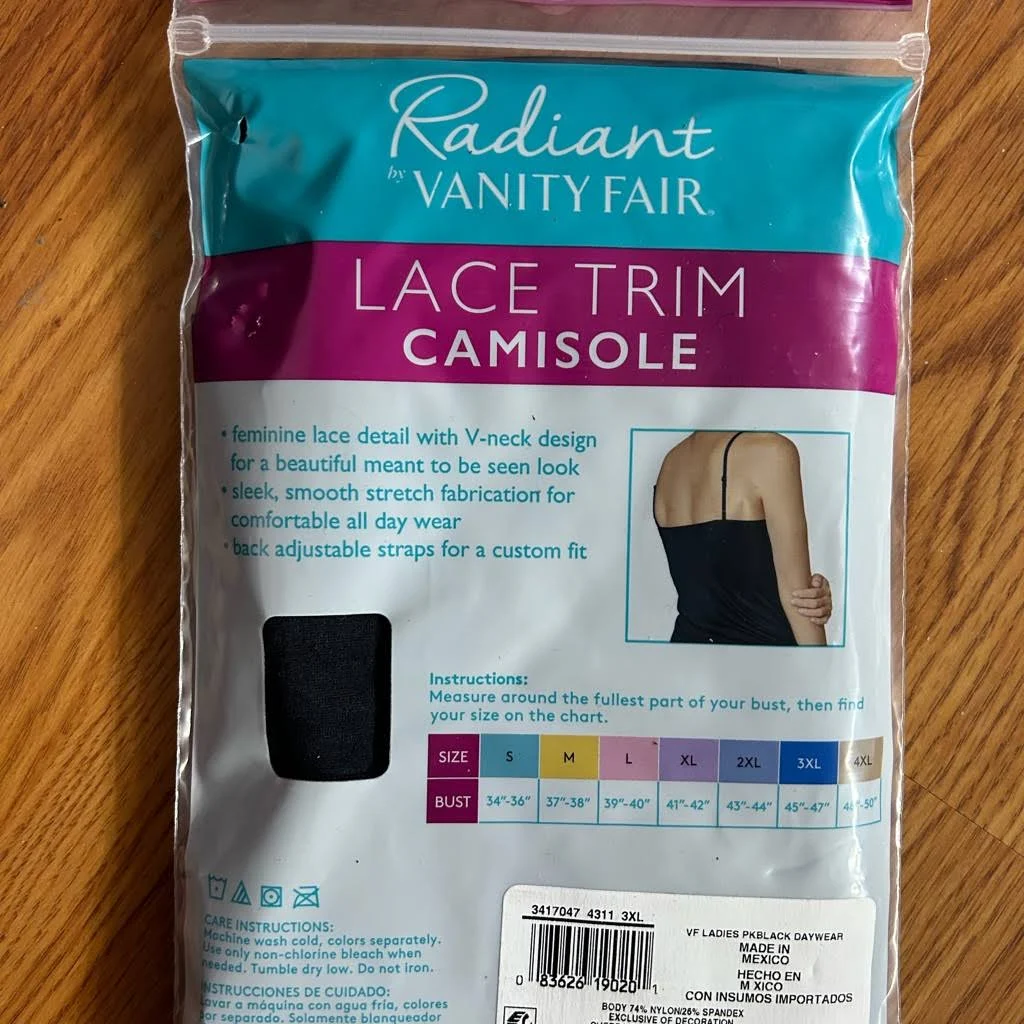 Radiant
by VANITY FAIR®
LACE TRIM
CAMISOLE
• feminine lace detail with V-neck design
for a beautiful meant to be seen look
• sleek, smooth stretch fabrication for
comfortable all day wear
• back adjustable straps for a custom fit
Instructions:
Measure around the fullest part of your bust, then find
your size on the chart.
SIZE S M L XL 2XL 3XL 4XL
BUST 34"-36" 37"-38" 39"-40" 41"-42" 43"-44" 45"-47"
CARE INSTRUCTIONS:
Machine wash cold, colors separately.
Use only non-chlorine bleach when
needed. Tumble dry low. Do not iron.
INSTRUCCIONES DE CUIDADO:
Lavar a máquina con agua fría, colores
por separado. Solamente blanqueador
3417047 4311 3XL
0 83626 19020 1
VF LADIES PKBLACK DAYWEAR
MADE IN
MEXICO
HECHO EN
M XICO
CON INSUMOS IMPORTADOS
BODY 74% NYLON/26% SPANDEX
EXCLUSIVE OF DECORATION